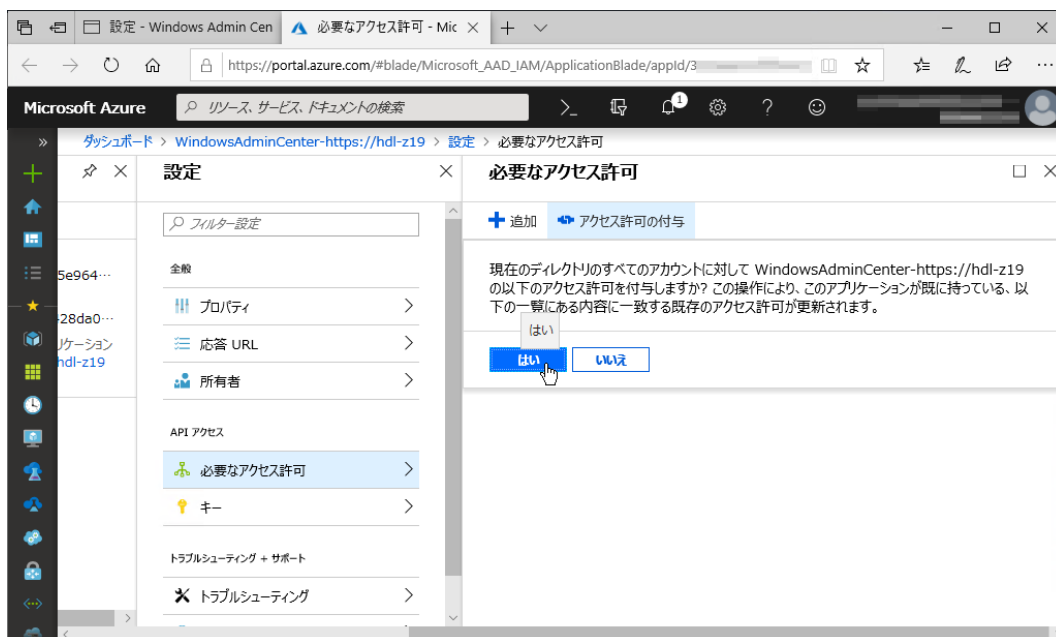 設定 - Windows Admin Cen
必要なアクセス許可 - Mic
https://portal.azure.com/#blade/Microsoft_AAD_IAM/ApplicationBlade/appId/3
Microsoft Azure
リソース、サービス、ドキュメントの検索
1
ダッシュボード > WindowsAdminCenter-https://hdl-z19 > 設定 > 必要なアクセス許可
5e964…
28da0…
リケーション
hdl-z19
設定
フィルター設定
全般
プロパティ
応答 URL
所有者
API アクセス
必要なアクセス許可
キー
トラブルシューティング + サポート
トラブルシューティング
必要なアクセス許可
追加
アクセス許可の付与
現在のディレクトリのすべてのアカウントに対して WindowsAdminCenter-https://hdl-z19
の以下のアクセス許可を付与しますか? この操作により、このアプリケーションが既に持っている、以
下の一覧にある内容に一致する既存のアクセス許可が更新されます。
はい
はい
いいえ